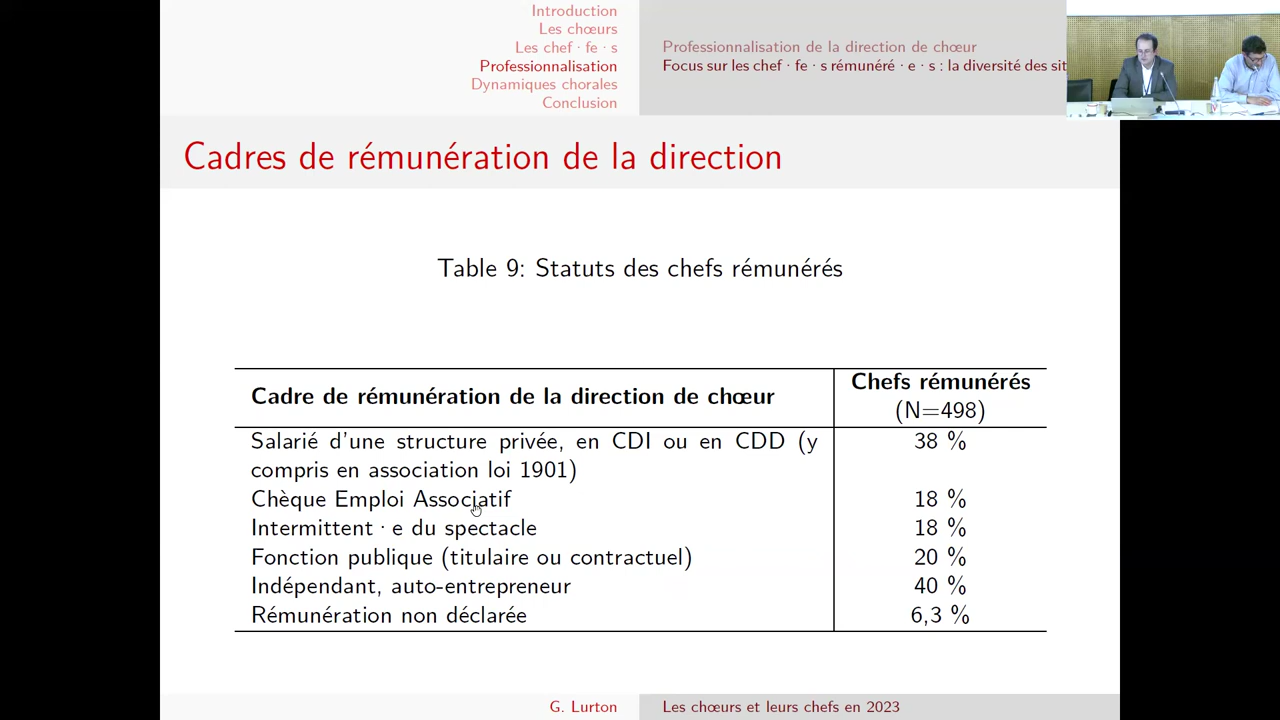 Introduction
Les chœurs
Les chef · fe · s
Professionnalisation
Dynamiques chorales
Conclusion
Professionnalisation de la direction de chœur
Focus sur les chef · fe · s rémunéré · e · s : la diversité des sit
Cadres de rémunération de la direction
Table 9: Statuts des chefs rémunérés
Cadre de rémunération de la direction de chœur
Chefs rémunérés
(N=498)
Salarié d'une structure privée, en CDI ou en CDD (y
compris en association loi 1901)
38 %
Chèque Emploi Associatif 18 %
Intermittent · e du spectacle 18 %
Fonction publique (titulaire ou contractuel) 20 %
Indépendant, auto-entrepreneur 40 %
Rémunération non déclarée 6,3 %
G. Lurton
Les chœurs et leurs chefs en 2023